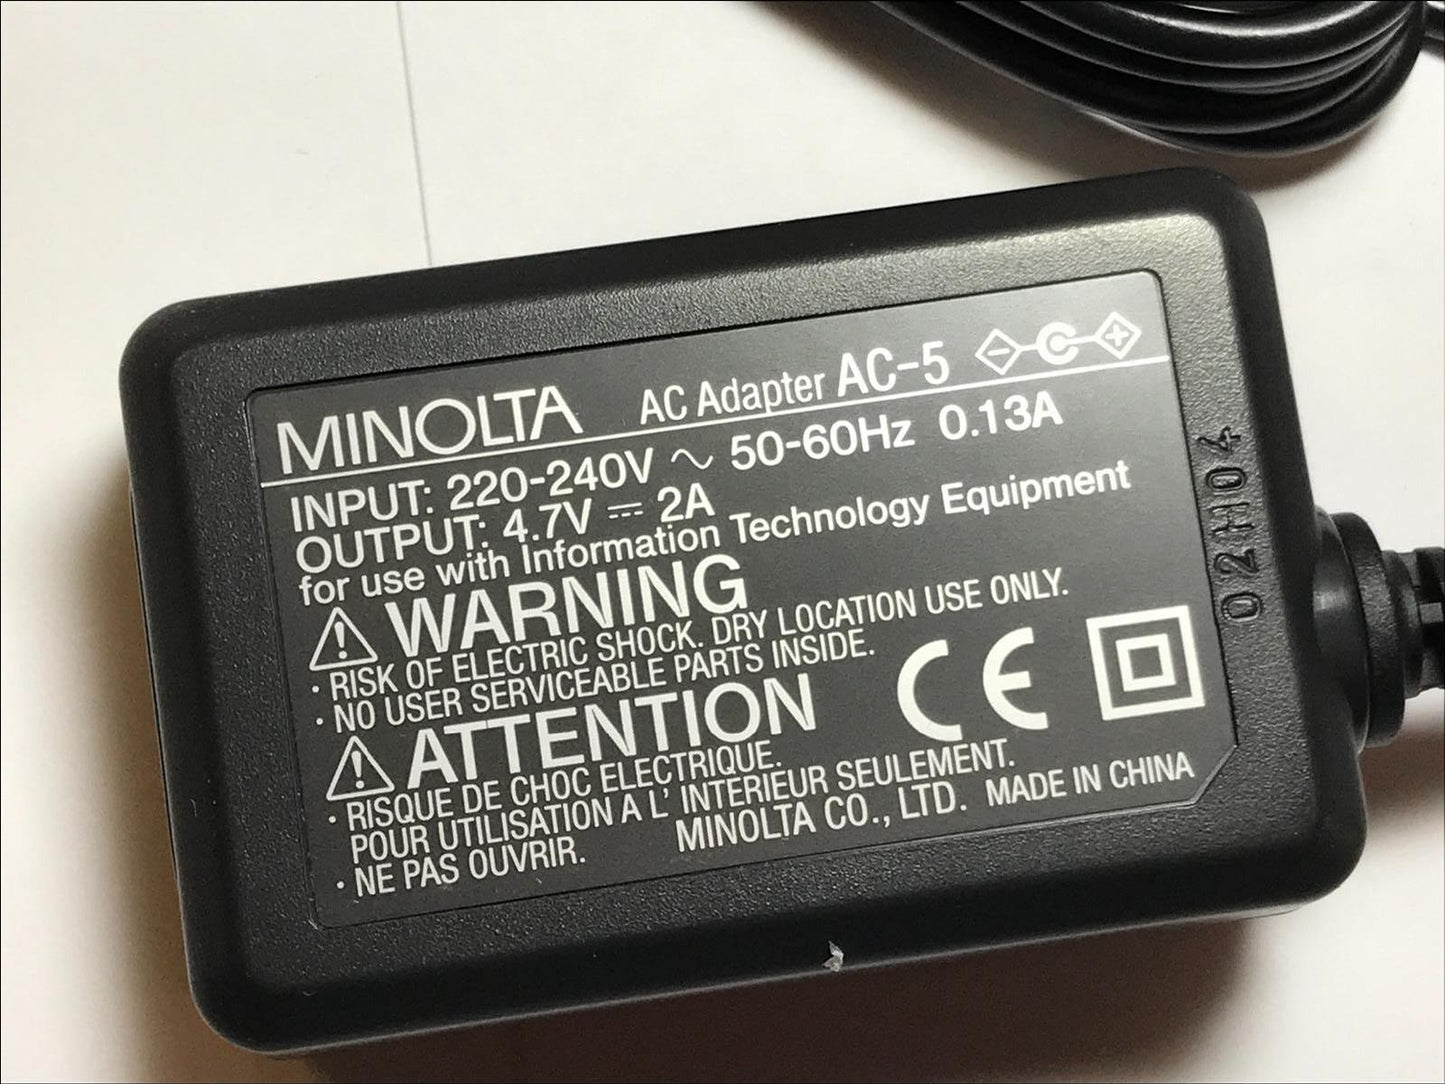 MINOLTA AC Adapter AC-5
INPUT: 220-240V ~ 50-60Hz 0.13A
OUTPUT: 4.7V ⎓ 2A
for use with Information Technology Equipment
WARNING
· RISK OF ELECTRIC SHOCK. DRY LOCATION USE ONLY.
· NO USER SERVICEABLE PARTS INSIDE.
ATTENTION
· RISQUE DE CHOC ELECTRIQUE.
POUR UTILISATION A L' INTERIEUR SEULEMENT.
· NE PAS OUVRIR.
CE
MINOLTA CO., LTD. MADE IN CHINA
02H04